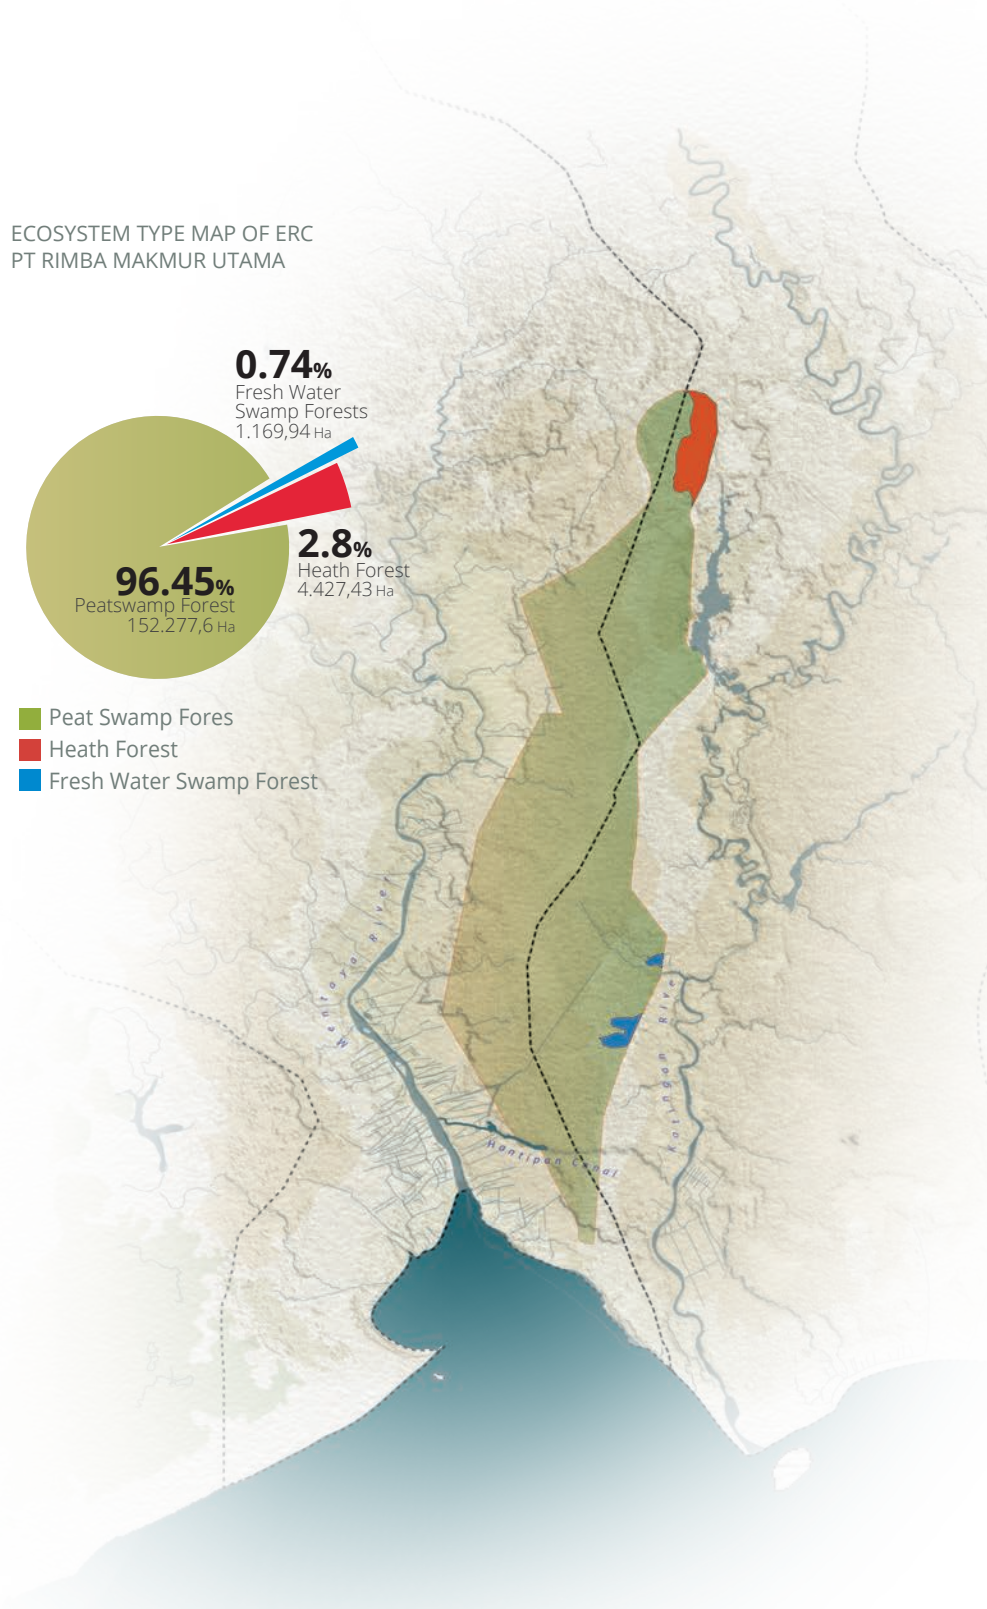 ECOSYSTEM TYPE MAP OF ERC
PT RIMBA MAKMUR UTAMA
0.74%
Fresh Water
Swamp Forests
1.169,94 Ha
2.8%
Heath Forest
4.427,43 Ha
96.45%
Peatswamp Forest
152.277,6 Ha
Peat Swamp Fores
Heath Forest
Fresh Water Swamp Forest
Mentaya River
Katingan River
Hantipan Canal